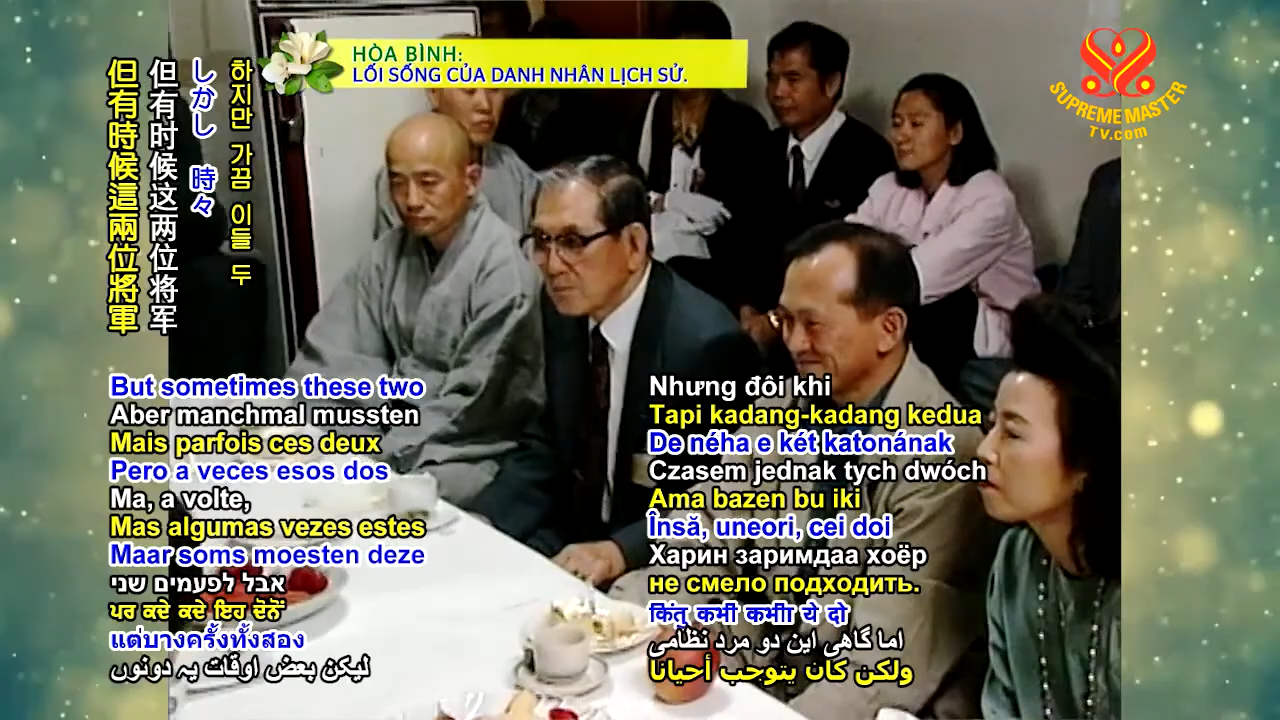 HÒA BÌNH:
LỐI SỐNG CỦA DANH NHÂN LỊCH SỬ.
SUPREME MASTER
TV.com
但有時候這兩位將軍
但有时候这两位将军
しかし 時々
하지만 가끔 이들 두
But sometimes these two
Aber manchmal mussten
Mais parfois ces deux
Pero a veces esos dos
Ma, a volte,
Mas algumas vezes estes
Maar soms moesten deze
אבל לפעמים שני
ਪਰ ਕਦੇ ਕਦੇ ਇਹ ਦੋਨੋਂ
แต่บางครั้งทั้งสอง
لیکن بعض اوقات یہ دونوں
Nhưng đôi khi
Tapi kadang-kadang kedua
De néha e két katonának
Czasem jednak tych dwóch
Ama bazen bu iki
Însă, uneori, cei doi
Харин заримдаа хоёр
не смело подходить.
किंतु कभी कभी ये दो
اما گاهی این دو مرد نظامی
ولكن كان يتوجب أحيانا